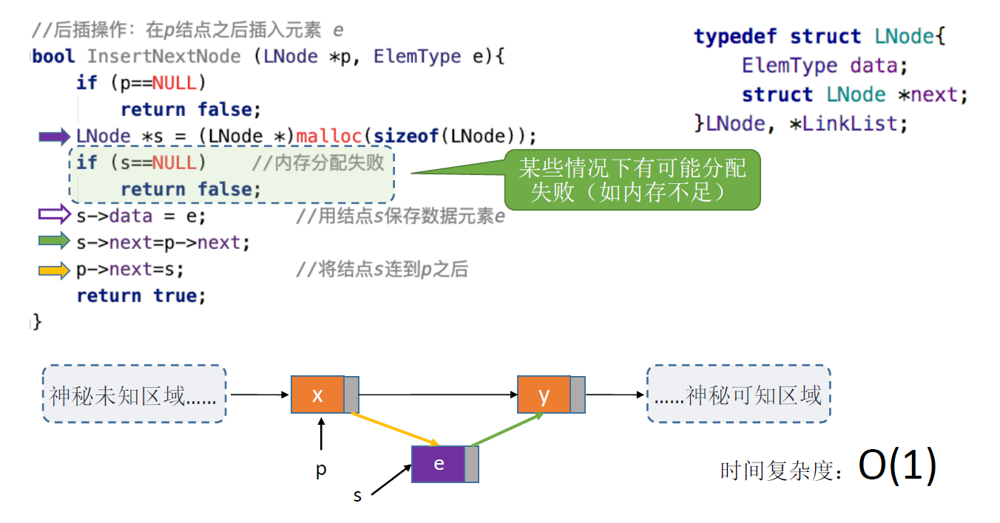 //后插操作：在p结点之后插入元素 e
bool InsertNextNode (LNode *p, ElemType e){
    if (p==NULL)
        return false;
    LNode *s = (LNode *)malloc(sizeof(LNode));
    if (s==NULL)    //内存分配失败
        return false;
    s->data = e;        //用结点s保存数据元素e
    s->next=p->next;
    p->next=s;          //将结点s连到p之后
    return true;
}
typedef struct LNode{
    ElemType data;
    struct LNode *next;
}LNode, *LinkList;
某些情况下有可能分配
失败（如内存不足）
神秘未知区域……
x
y
……神秘可知区域
e
p
s
时间复杂度：O(1)